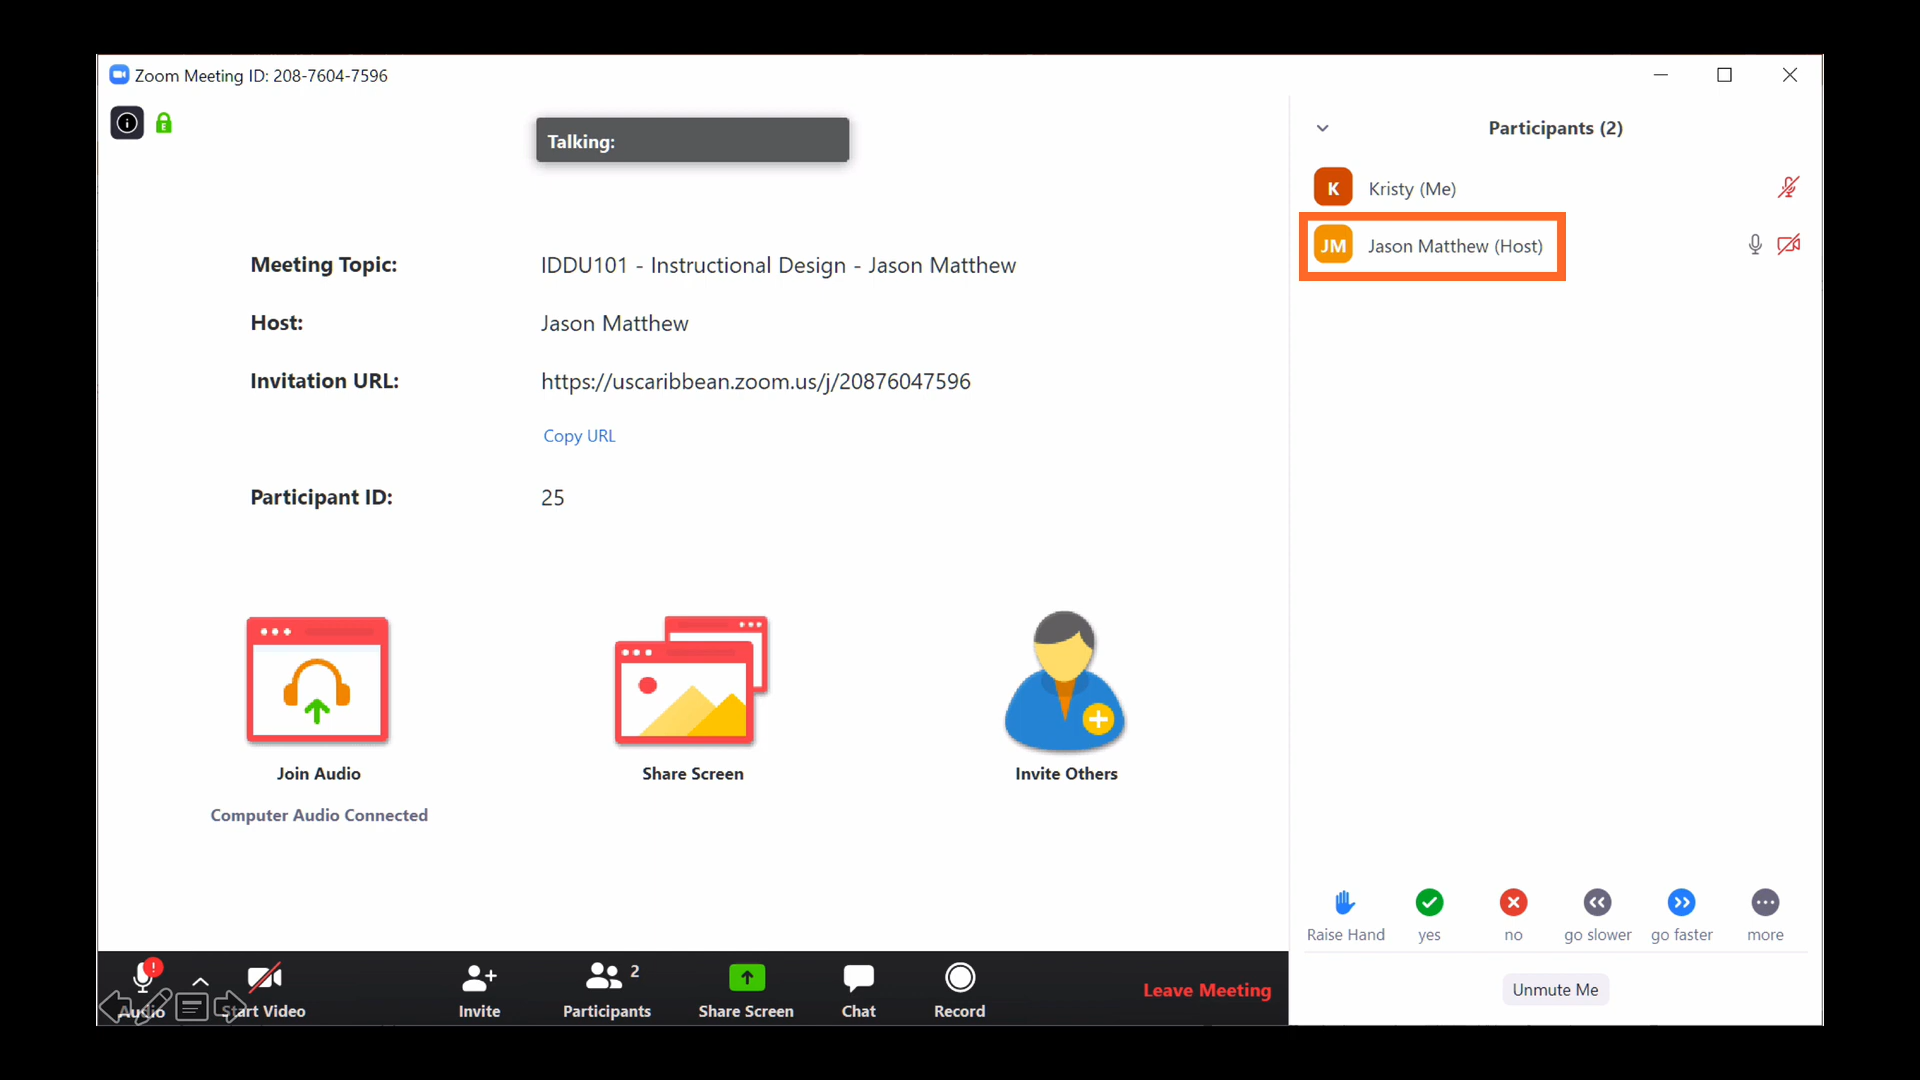 Zoom Meeting ID: 208-7604-7596
Talking:
Meeting Topic: IDDU101 - Instructional Design - Jason Matthew
Host: Jason Matthew
Invitation URL: https://uscaribbean.zoom.us/j/20876047596
Copy URL
Participant ID: 25
Join Audio
Computer Audio Connected
Share Screen
Invite Others
Participants (2)
K Kristy (Me)
JM Jason Matthew (Host)
Raise Hand yes no go slower go faster more
Unmute Me
Audio
Start Video
Invite
Participants 2
Share Screen
Chat
Record
Leave Meeting